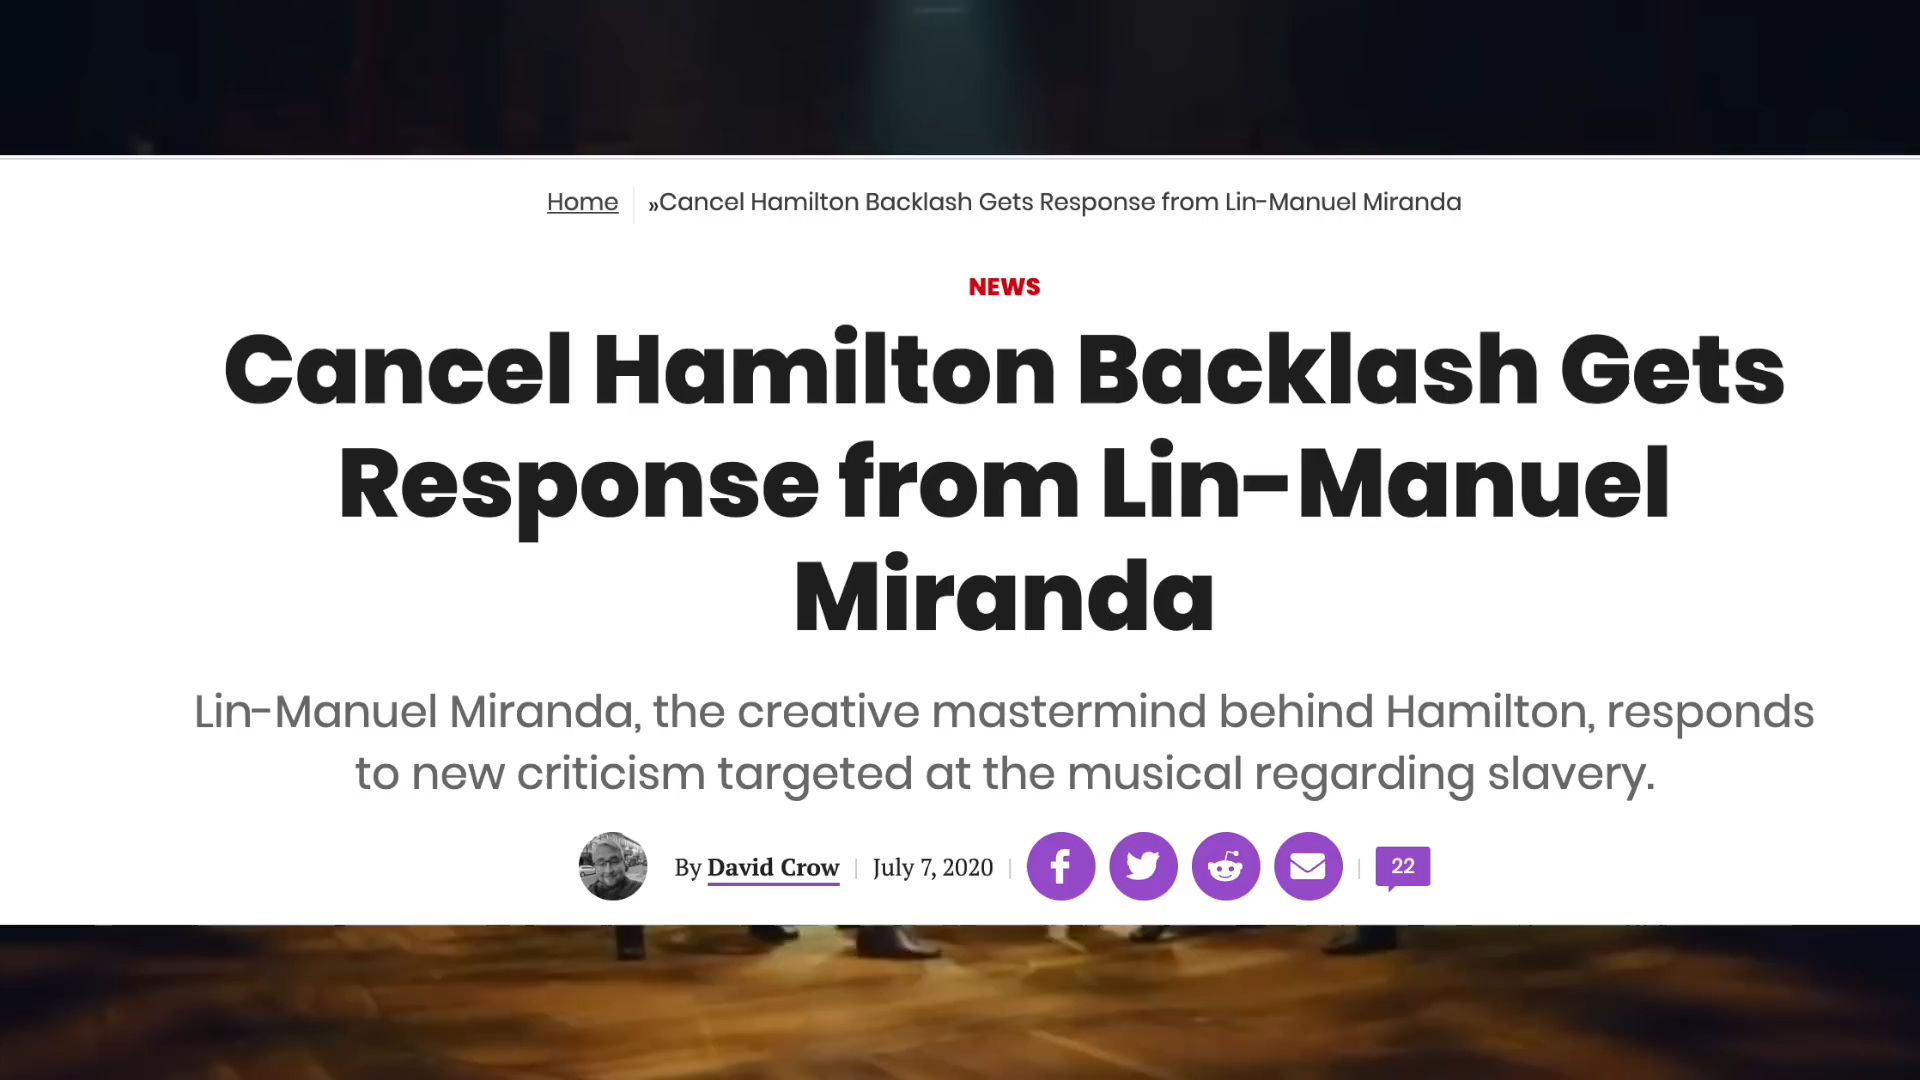 Home »Cancel Hamilton Backlash Gets Response from Lin-Manuel Miranda
NEWS
Cancel Hamilton Backlash Gets
Response from Lin-Manuel
Miranda
Lin-Manuel Miranda, the creative mastermind behind Hamilton, responds
to new criticism targeted at the musical regarding slavery.
By David Crow | July 7, 2020 | 22